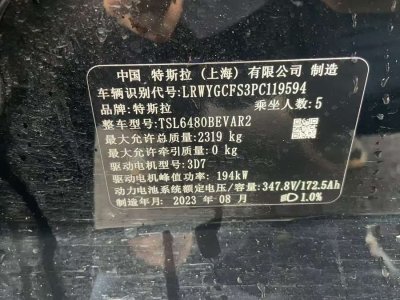 中国 特斯拉 (上海) 有限公司 制造
车辆识别代号: LRWYGCFS3PC119594
品牌: 特斯拉 乘坐人数: 5
整车型号: TSL6480BEVAR2
最大允许总质量: 2319 kg
最大允许牵引质量: 0 kg
驱动电机型号: 3D7
驱动电机峰值功率: 194kW
动力电池系统额定电压/容量: 347.8V/172.5Ah
制造年月: 2023 年 08 月 1.0%